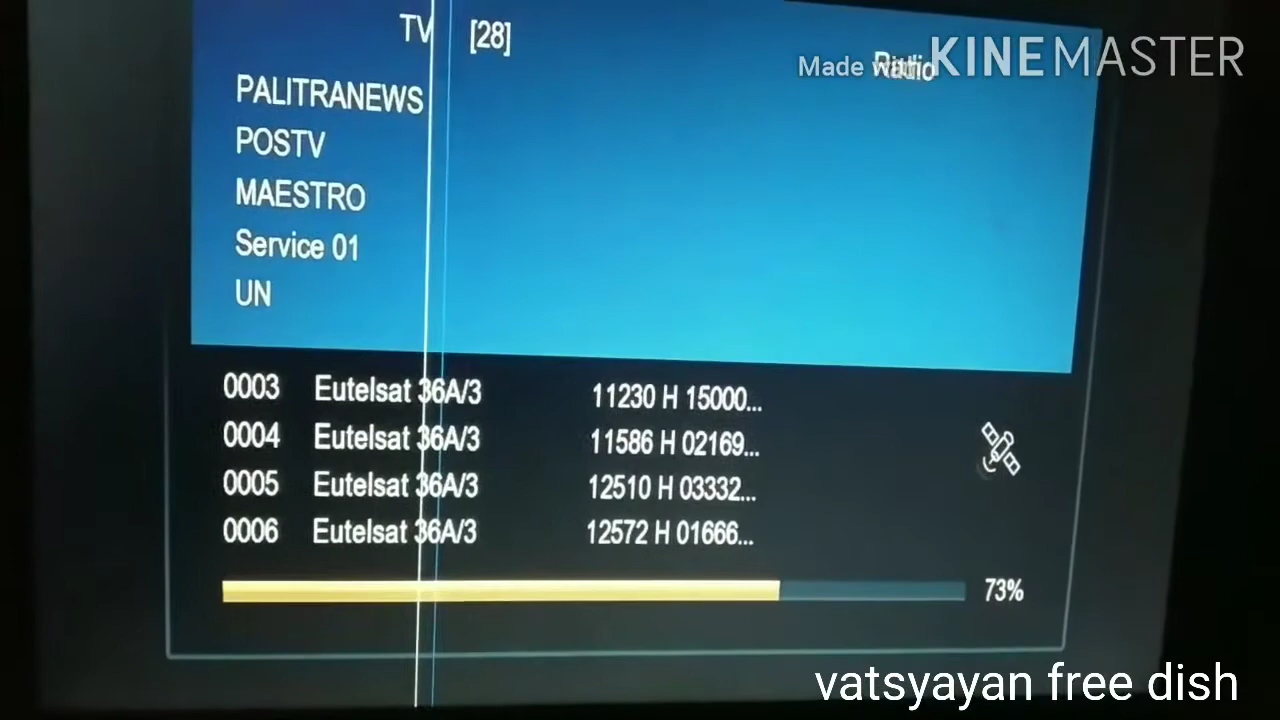 TV [28]
Made with KINEMASTER
Radio
PALITRANEWS
POSTV
MAESTRO
Service 01
UN
0003 Eutelsat 36A/3 11230 H 15000...
0004 Eutelsat 36A/3 11586 H 02169...
0005 Eutelsat 36A/3 12510 H 03332...
0006 Eutelsat 36A/3 12572 H 01666...
73%
vatsyayan free dish